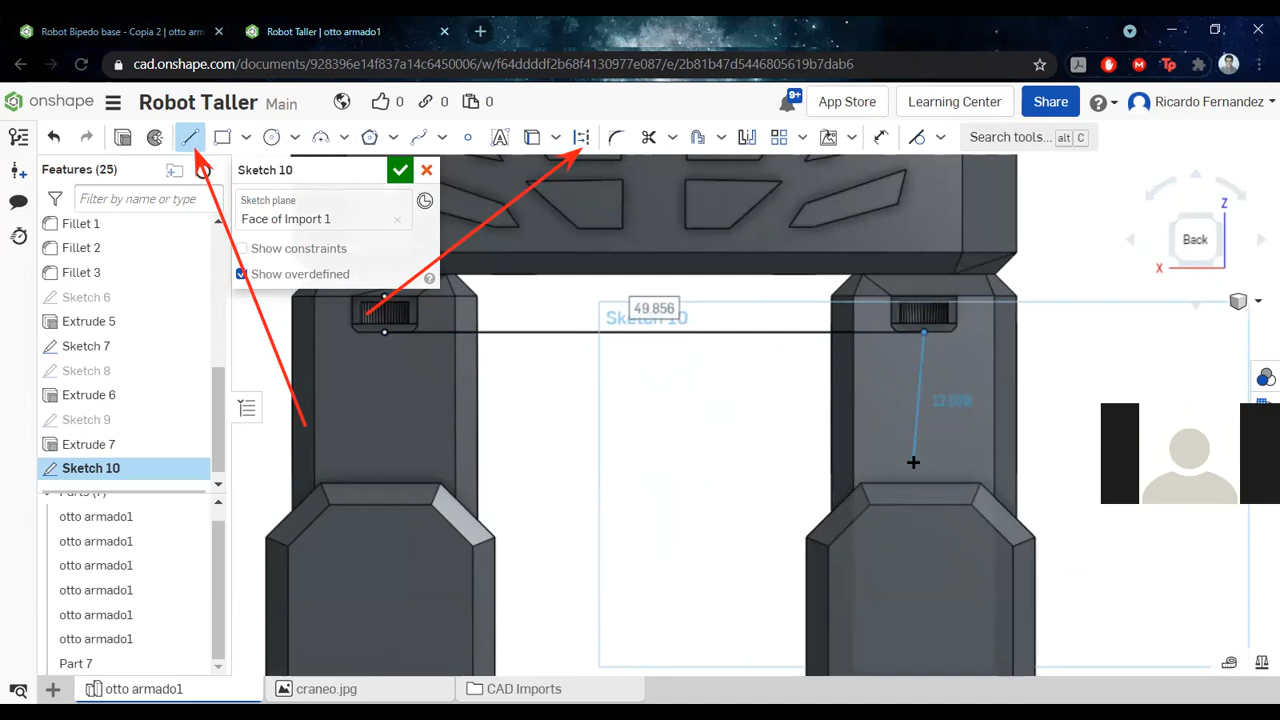 Robot Bipedo base - Copia 2 | otto arm
Robot Taller | otto armado1
cad.onshape.com/documents/928396e14f837a14c6450006/w/f64ddddf2b68f4130977e087/e/2b81b47d5446805619b7dab6
onshape
Robot Taller
Main
0
0
0
9+
App Store
Learning Center
Share
Ricardo Fernandez
Search tools...
alt
C
Features (25)
Filter by name or type
Fillet 1
Fillet 2
Fillet 3
Sketch 6
Extrude 5
Sketch 7
Sketch 8
Extrude 6
Sketch 9
Extrude 7
Sketch 10
Parts (7)
otto armado1
otto armado1
otto armado1
otto armado1
otto armado1
otto armado1
Part 7
Sketch 10
Sketch plane
Face of Import 1
Show constraints
Show overdefined
49.856
Sketch 10
Z
Back
X
otto armado1
craneo.jpg
CAD Imports